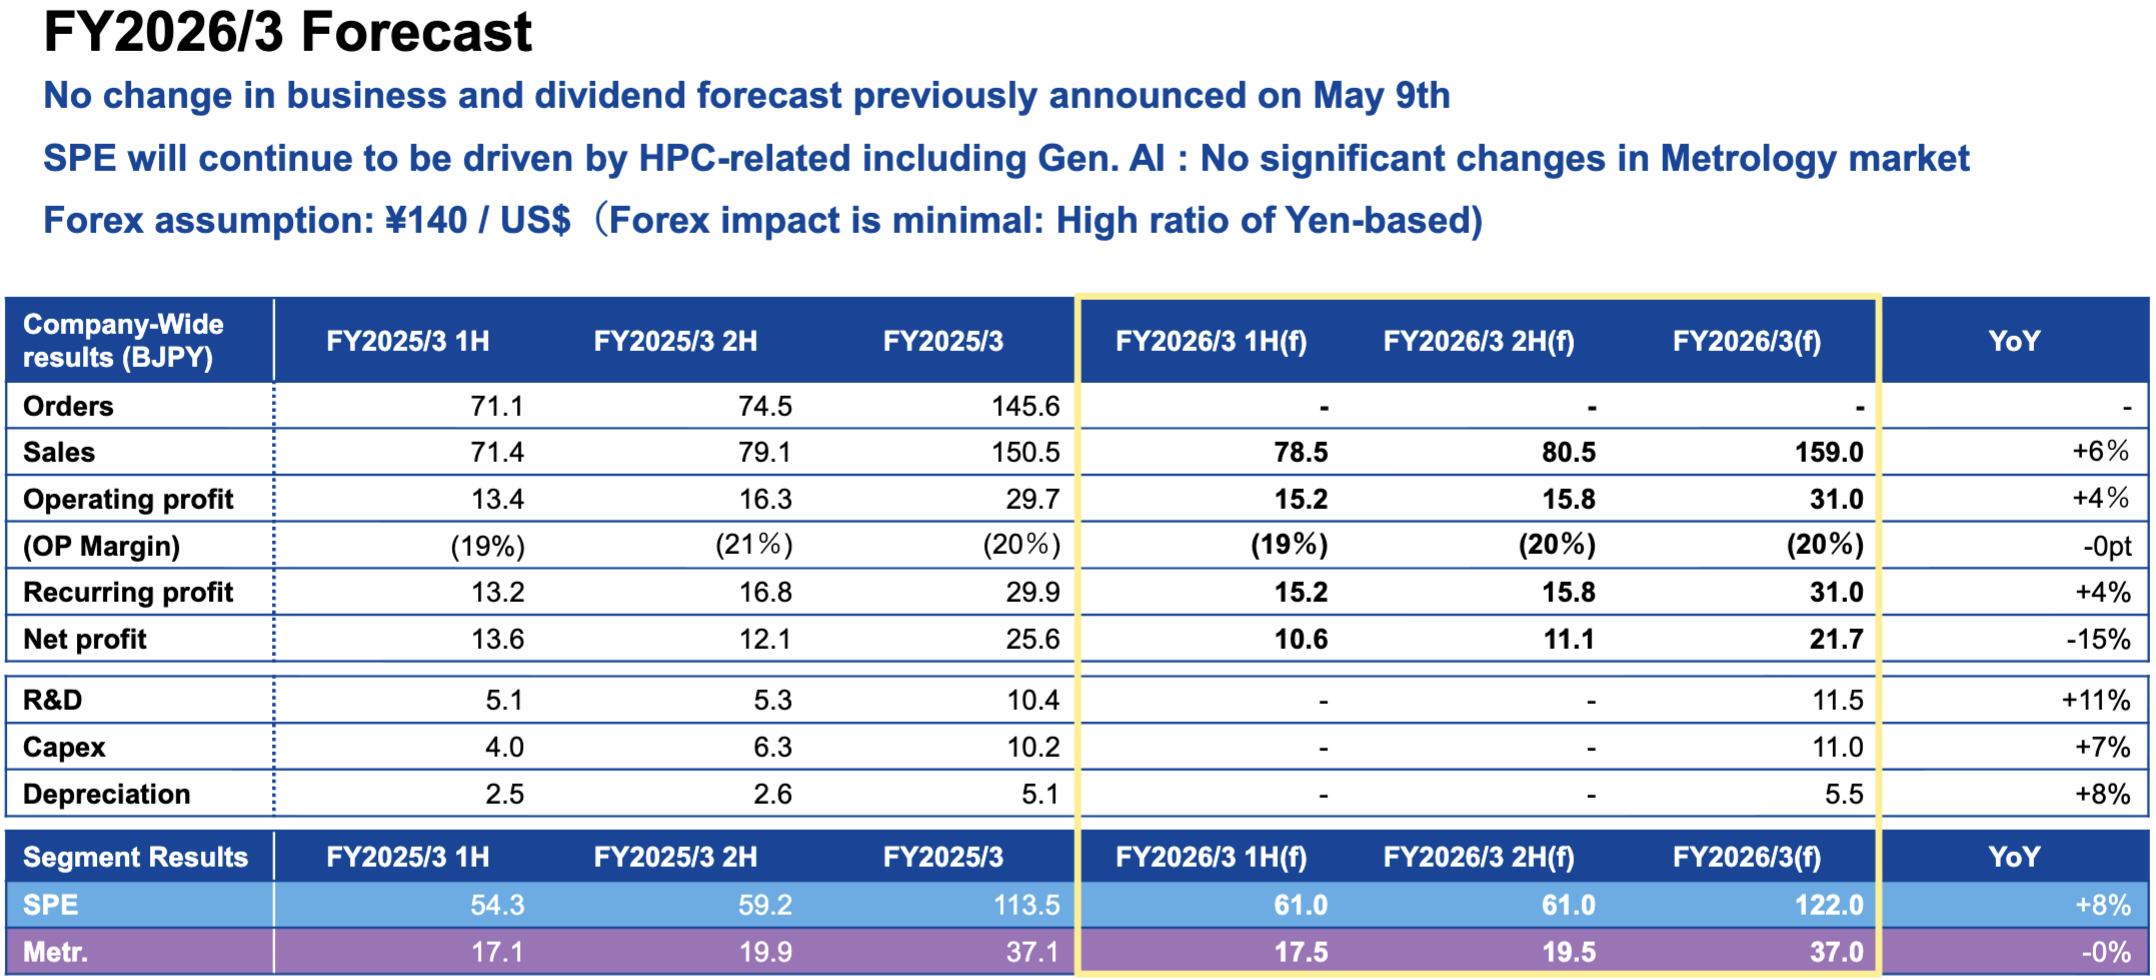 FY2026/3 Forecast
No change in business and dividend forecast previously announced on May 9th
SPE will continue to be driven by HPC-related including Gen. AI : No significant changes in Metrology market
Forex assumption: ¥140 / US$（Forex impact is minimal: High ratio of Yen-based)
Company-Wide results (BJPY) FY2025/3 1H FY2025/3 2H FY2025/3 FY2026/3 1H(f) FY2026/3 2H(f) FY2026/3(f) YoY
Orders 71.1 74.5 145.6 - - - -
Sales 71.4 79.1 150.5 78.5 80.5 159.0 +6%
Operating profit 13.4 16.3 29.7 15.2 15.8 31.0 +4%
(OP Margin) (19%) (21%) (20%) (19%) (20%) (20%) -0pt
Recurring profit 13.2 16.8 29.9 15.2 15.8 31.0 +4%
Net profit 13.6 12.1 25.6 10.6 11.1 21.7 -15%
R&D 5.1 5.3 10.4 - - 11.5 +11%
Capex 4.0 6.3 10.2 - - 11.0 +7%
Depreciation 2.5 2.6 5.1 - - 5.5 +8%
Segment Results FY2025/3 1H FY2025/3 2H FY2025/3 FY2026/3 1H(f) FY2026/3 2H(f) FY2026/3(f) YoY
SPE 54.3 59.2 113.5 61.0 61.0 122.0 +8%
Metr. 17.1 19.9 37.1 17.5 19.5 37.0 -0%